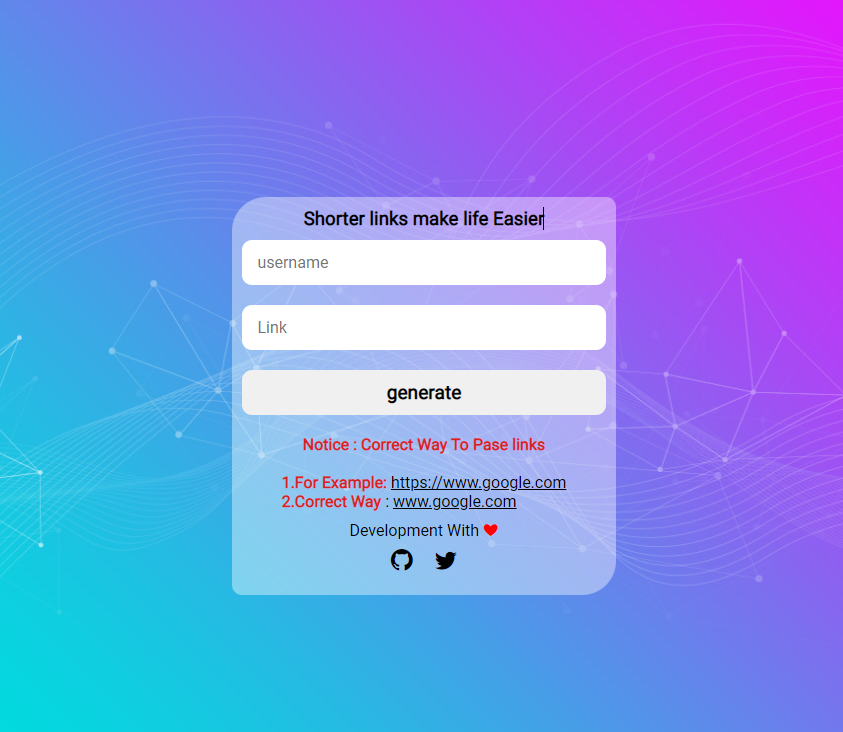 Shorter links make life Easier
username
Link
generate
Notice : Correct Way To Pase links
1.For Example: https://www.google.com
2.Correct Way : www.google.com
Development With